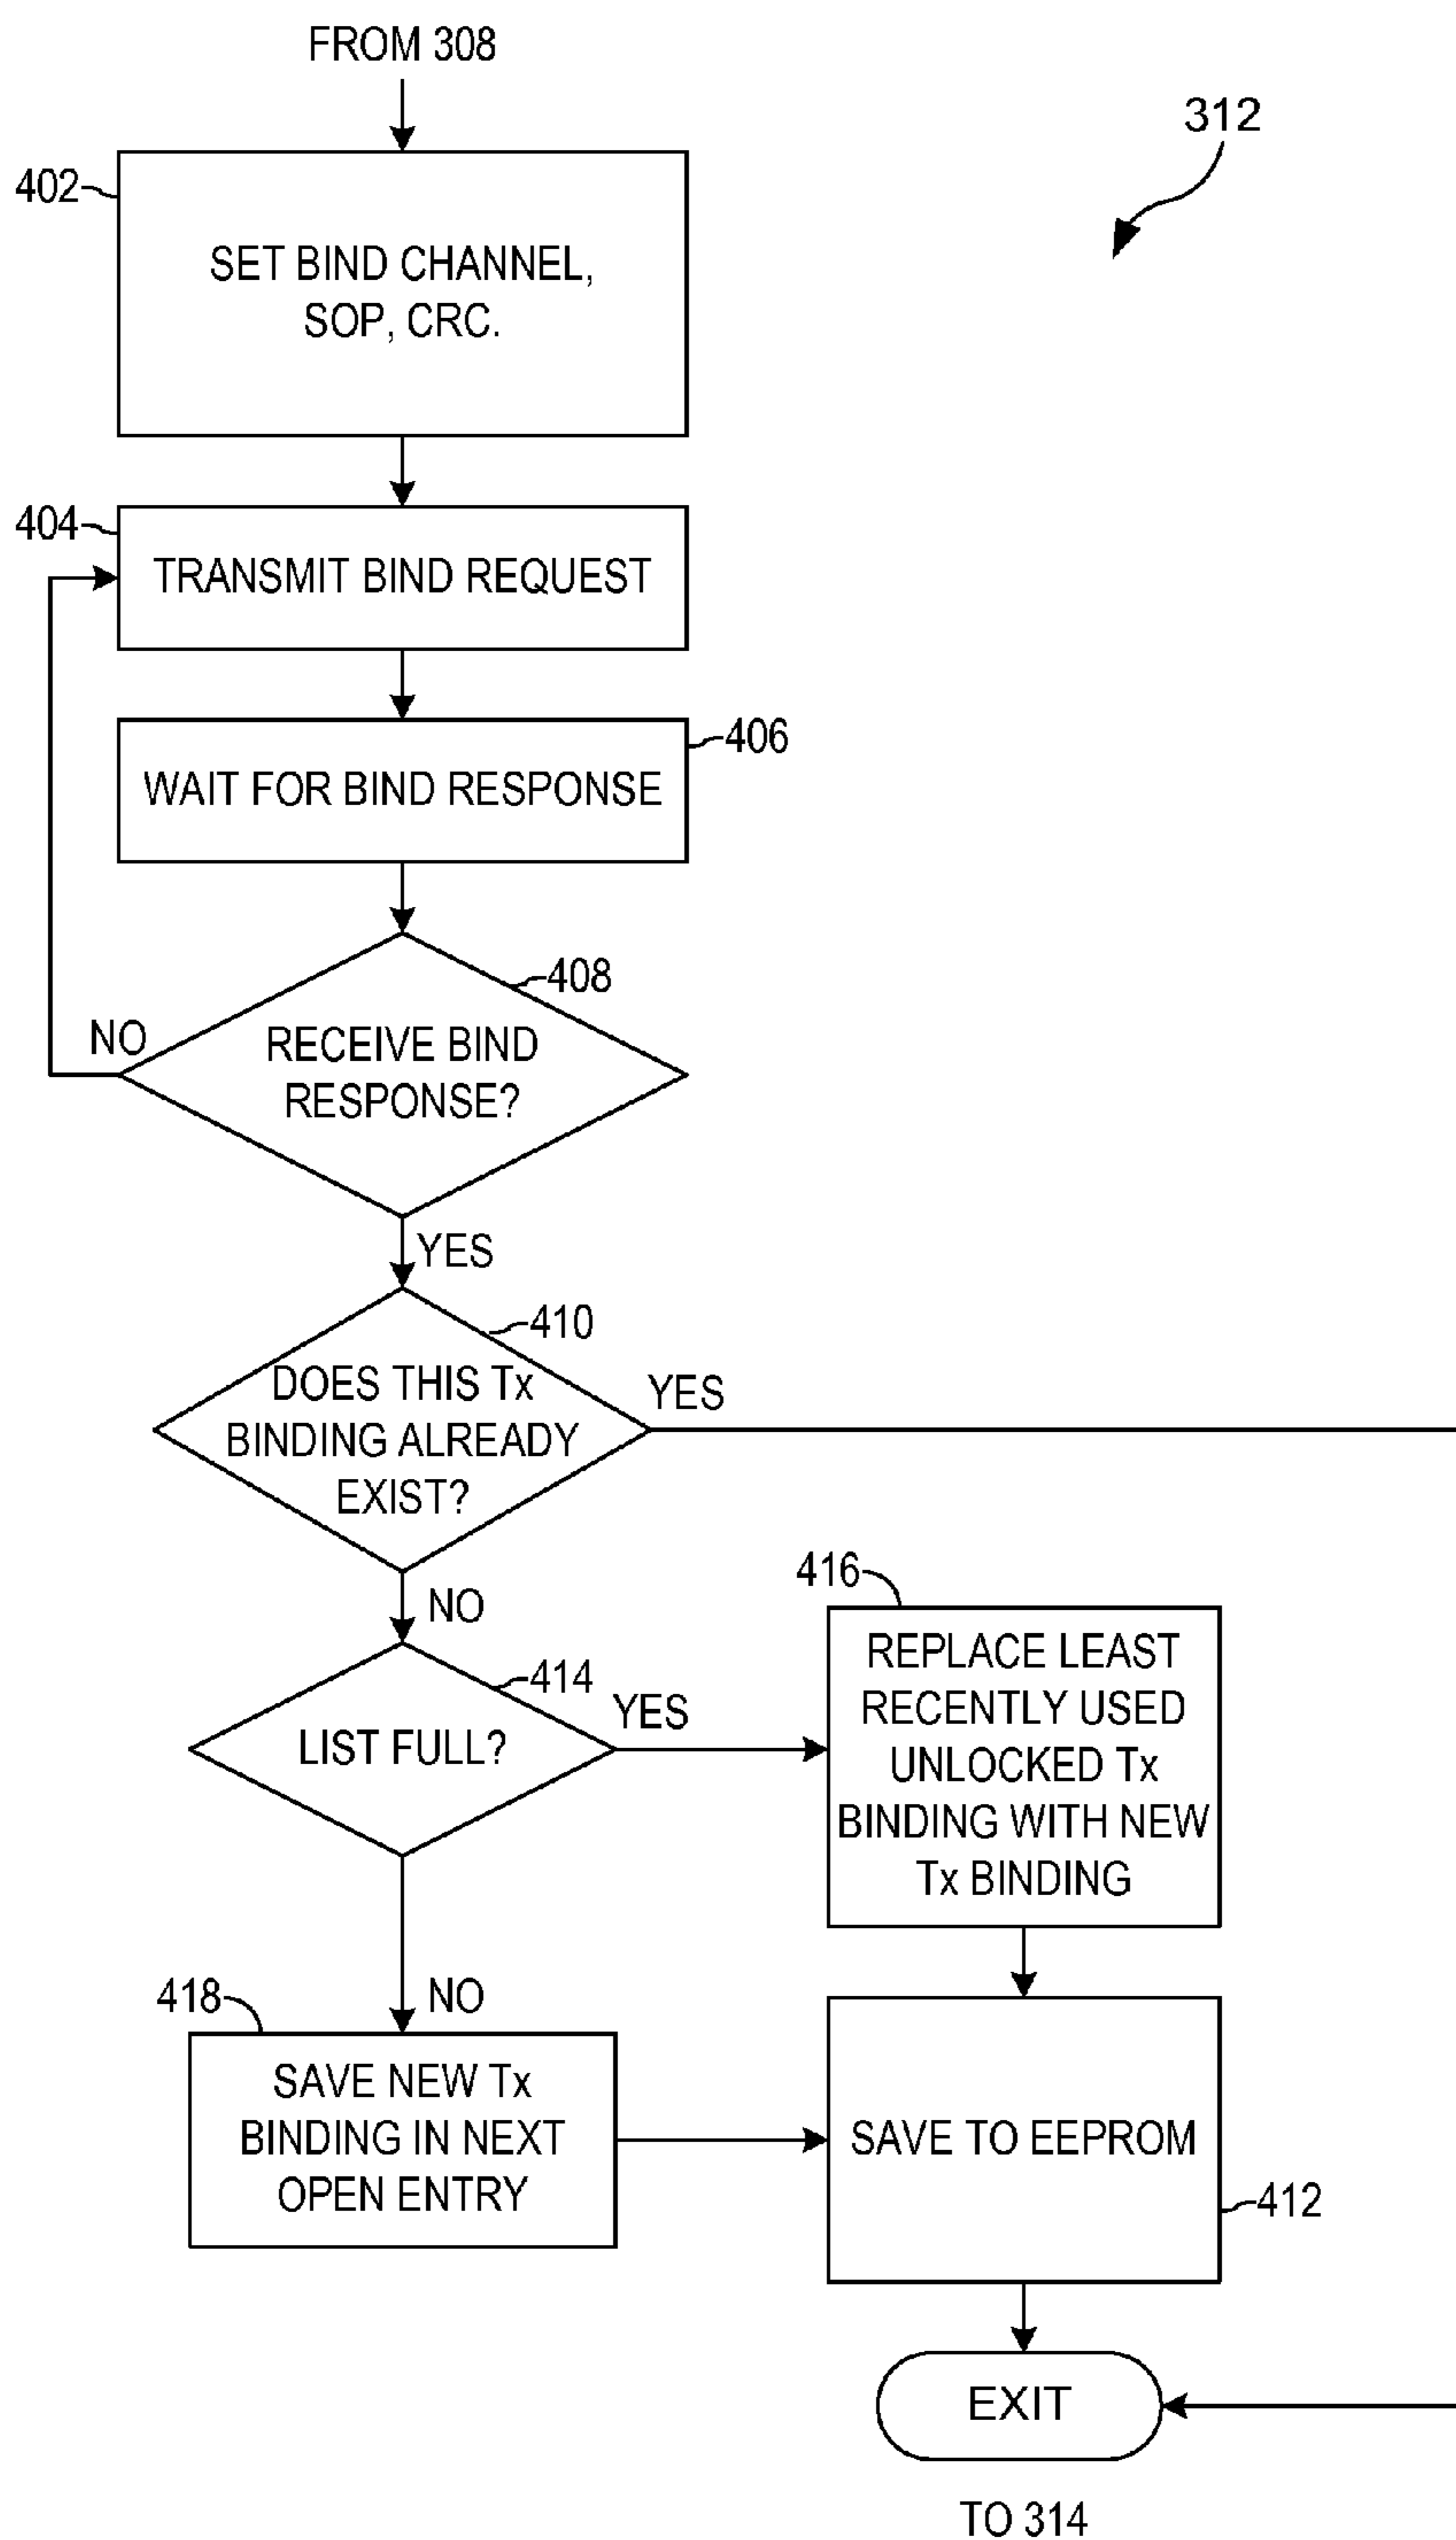 FROM 308
312
402
SET BIND CHANNEL,
SOP, CRC.
404
TRANSMIT BIND REQUEST
406
WAIT FOR BIND RESPONSE
408
NO
RECEIVE BIND
RESPONSE?
YES
410
DOES THIS Tx
BINDING ALREADY
EXIST?
YES
NO
414
LIST FULL?
YES
416
REPLACE LEAST
RECENTLY USED
UNLOCKED Tx
BINDING WITH NEW
Tx BINDING
NO
418
SAVE NEW Tx
BINDING IN NEXT
OPEN ENTRY
SAVE TO EEPROM
412
EXIT
TO 314